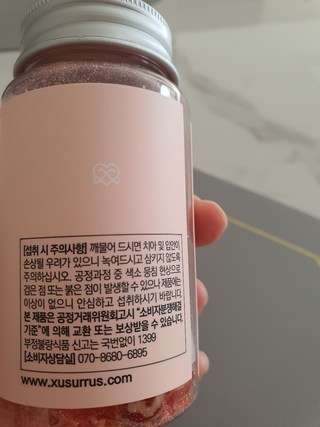 [섭취 시 주의사항] 깨물어 드시면 치아 및 입안이
손상될 우려가 있으니 녹여드시고 삼키지 않도록
주의하십시오. 공정과정 중 색소 뭉침 현상으로
검은 점 또는 붉은 점이 발생할 수 있으나 제품에는
이상이 없으니 안심하고 섭취하시기 바랍니다.
본 제품은 공정거래위원회고시 "소비자분쟁해결
기준"에 의해 교환 또는 보상받을 수 있습니다.
부정불량식품 신고는 국번없이 1399
[소비자상담실] 070-8680-6895
www.xusurrus.com